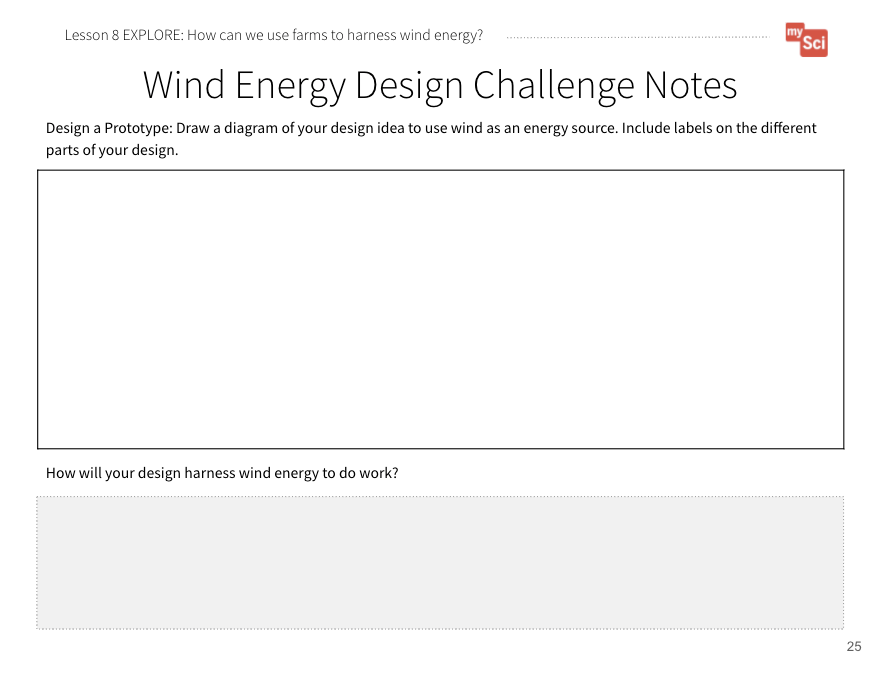 Lesson 8 EXPLORE: How can we use farms to harness wind energy?
my
Sci
Wind Energy Design Challenge Notes
Design a Prototype: Draw a diagram of your design idea to use wind as an energy source. Include labels on the different
parts of your design.
How will your design harness wind energy to do work?
25